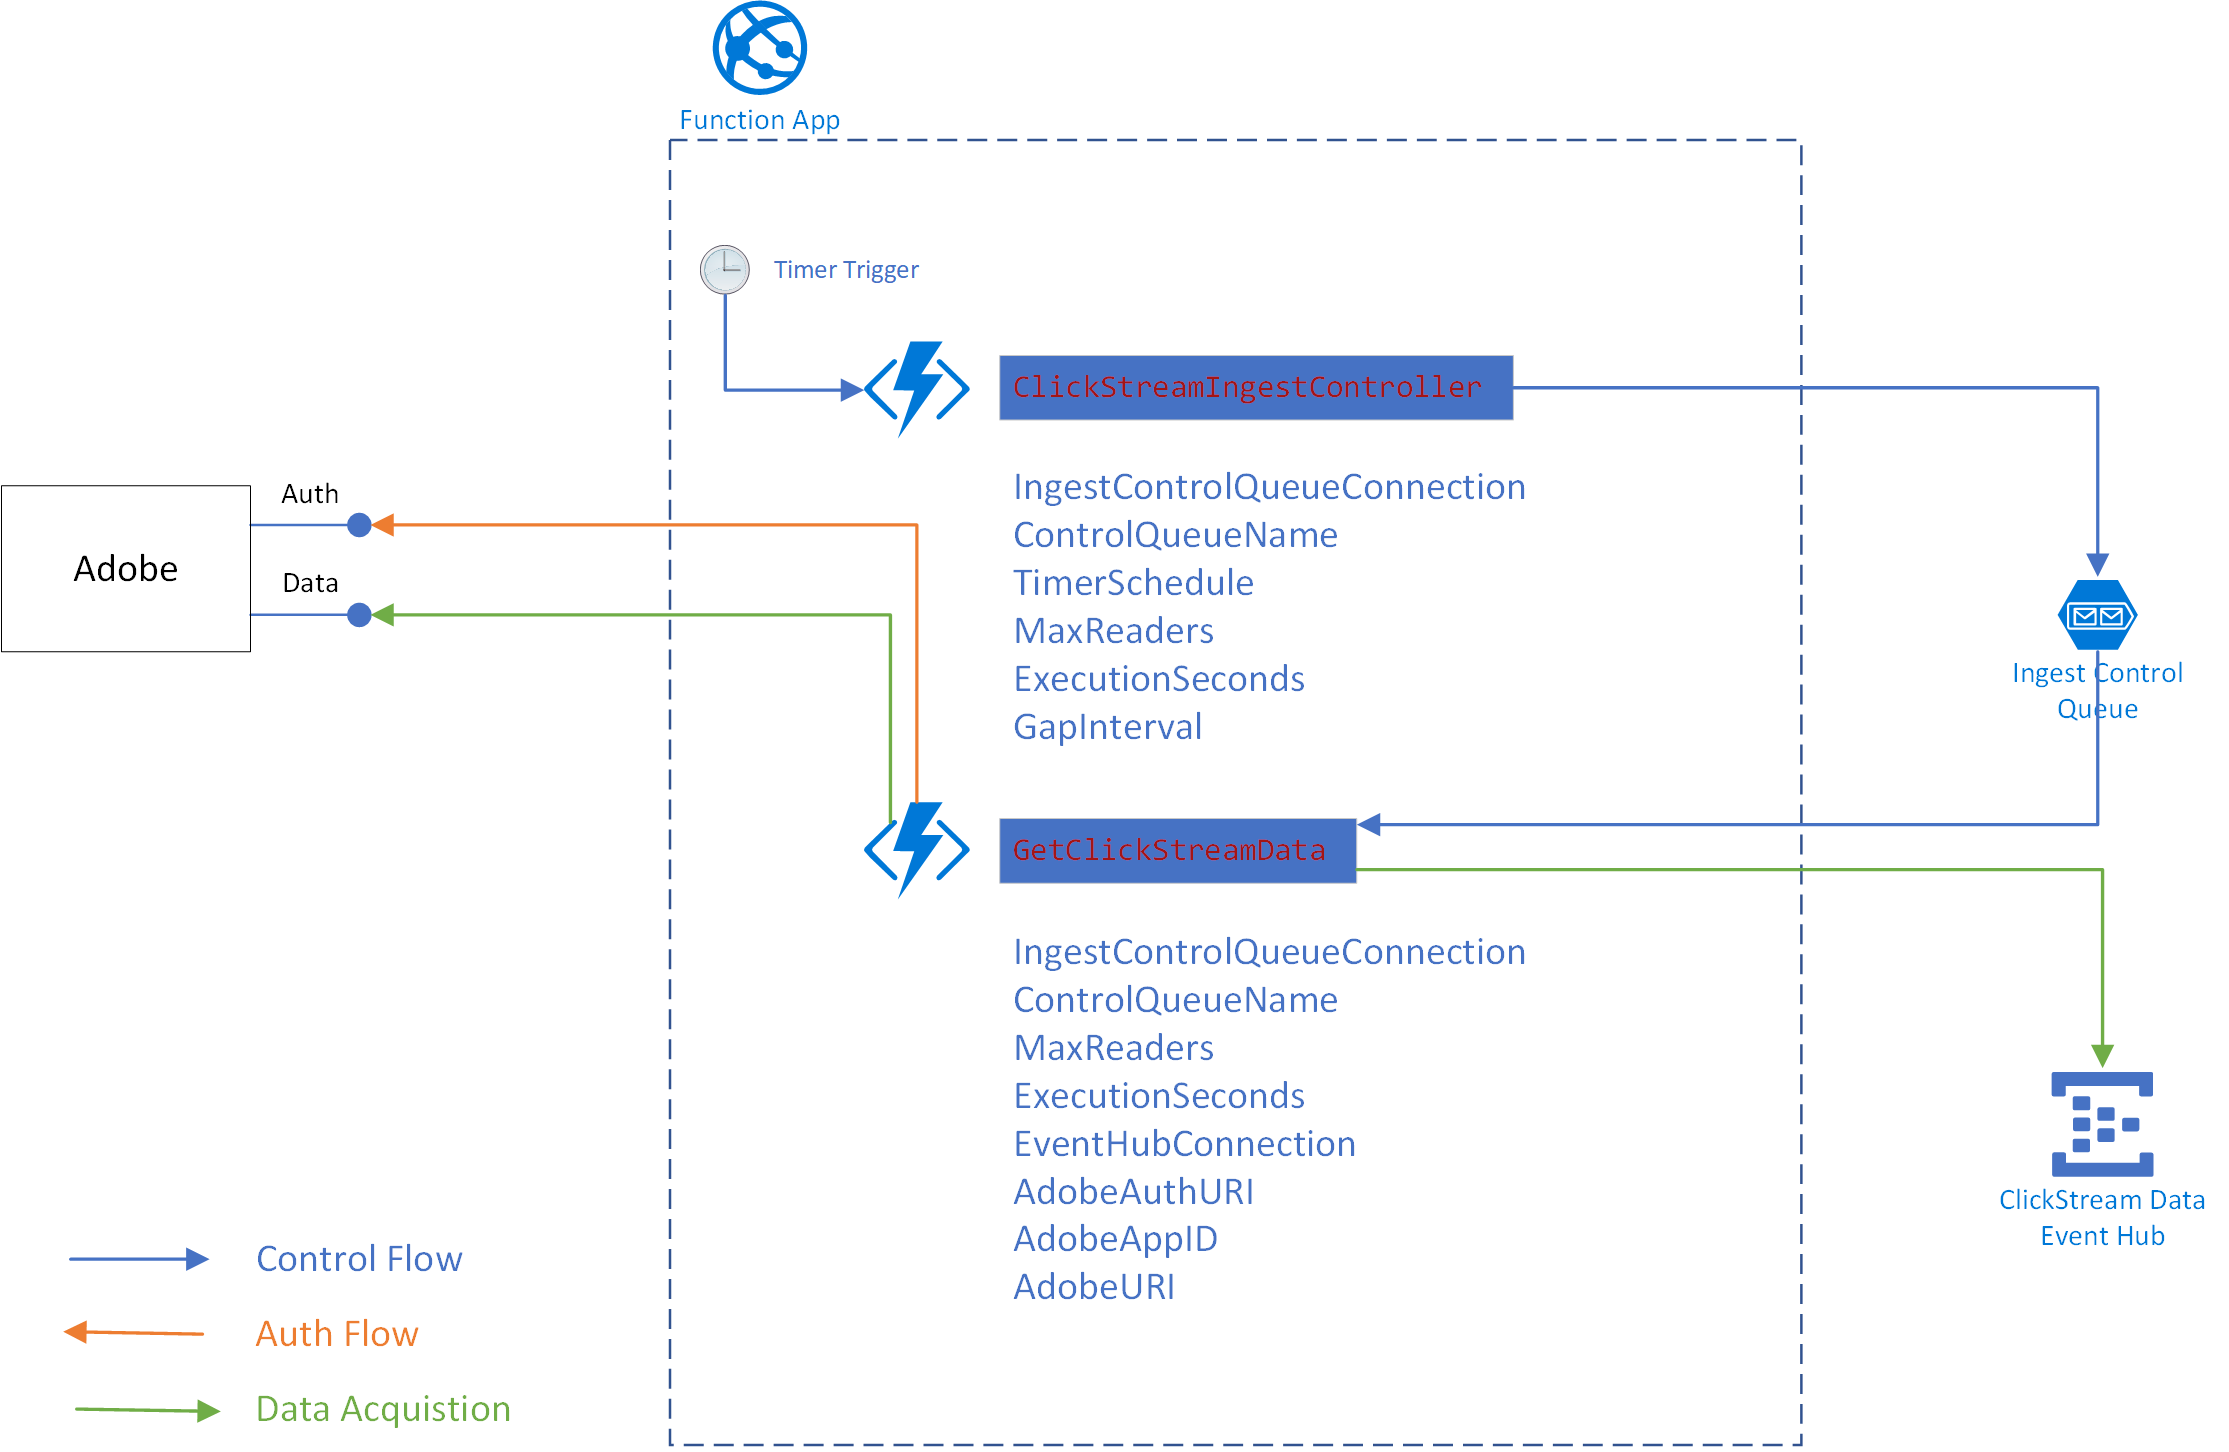 Function App
Timer Trigger
ClickStreamIngestController
IngestControlQueueConnection
ControlQueueName
TimerSchedule
MaxReaders
ExecutionSeconds
GapInterval
Auth
Adobe
Data
Ingest Control
Queue
GetClickStreamData
IngestControlQueueConnection
ControlQueueName
MaxReaders
ExecutionSeconds
EventHubConnection
AdobeAuthURI
AdobeAppID
AdobeURI
ClickStream Data
Event Hub
Control Flow
Auth Flow
Data Acquistion